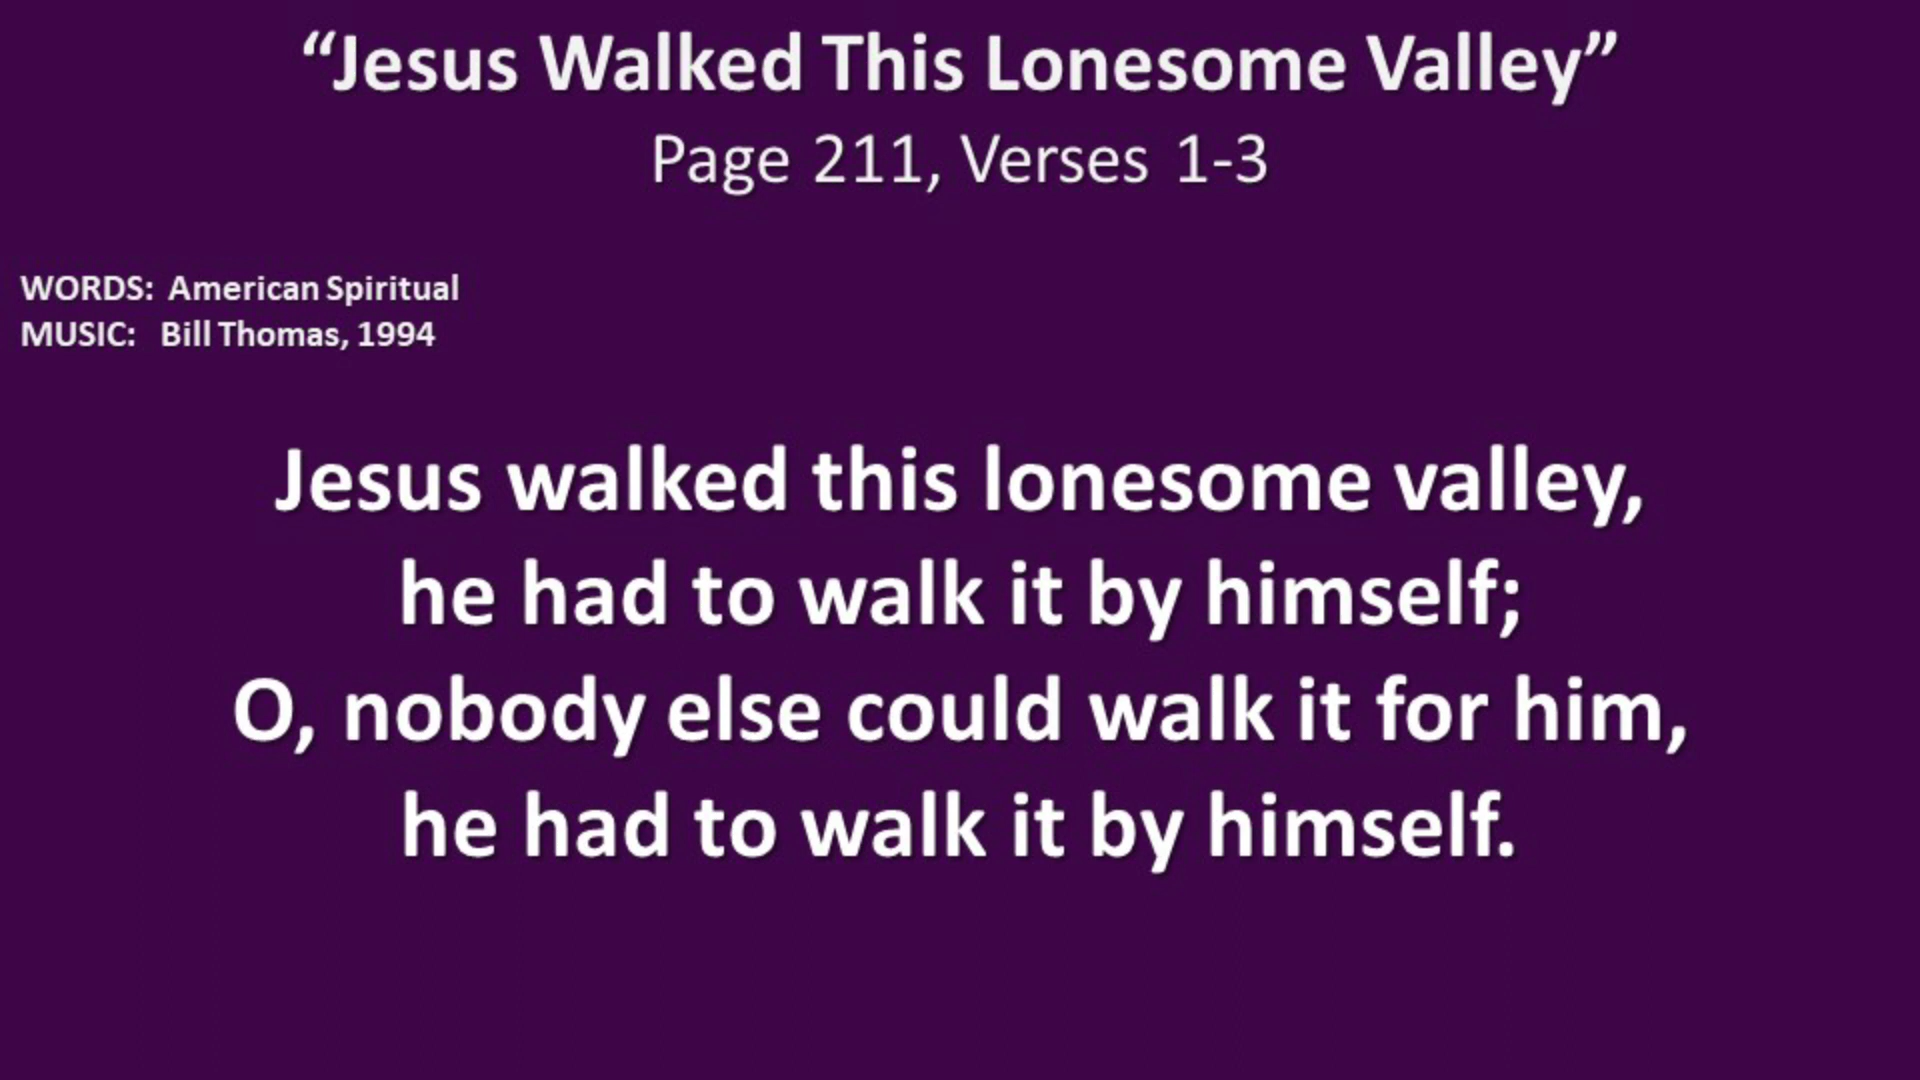 “Jesus Walked This Lonesome Valley”
Page 211, Verses 1-3
WORDS: American Spiritual
MUSIC: Bill Thomas, 1994
Jesus walked this lonesome valley,
he had to walk it by himself;
O, nobody else could walk it for him,
he had to walk it by himself.